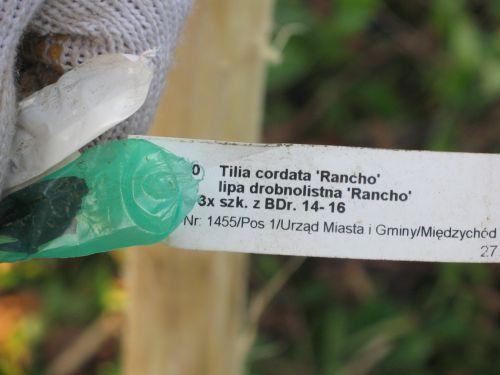 0 Tilia cordata 'Rancho'
lipa drobnolistna 'Rancho'
3x szk. z BDr. 14- 16
Nr: 1455/Pos 1/Urząd Miasta i Gminy/Międzychód
27